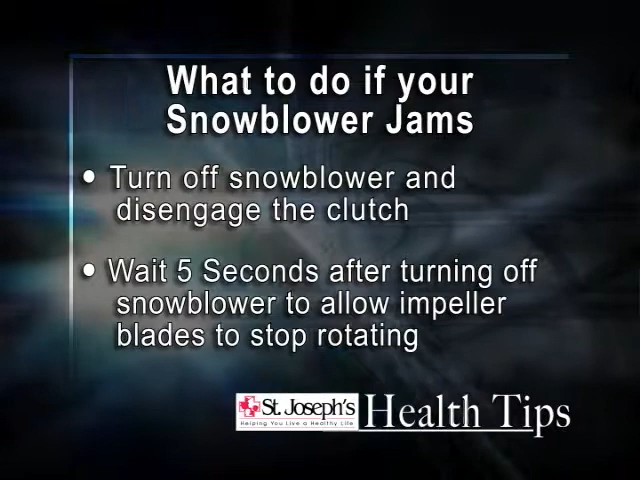 What to do if your
Snowblower Jams
• Turn off snowblower and
disengage the clutch
• Wait 5 Seconds after turning off
snowblower to allow impeller
blades to stop rotating
St. Joseph's
Helping You Live a Healthy Life
Health Tips